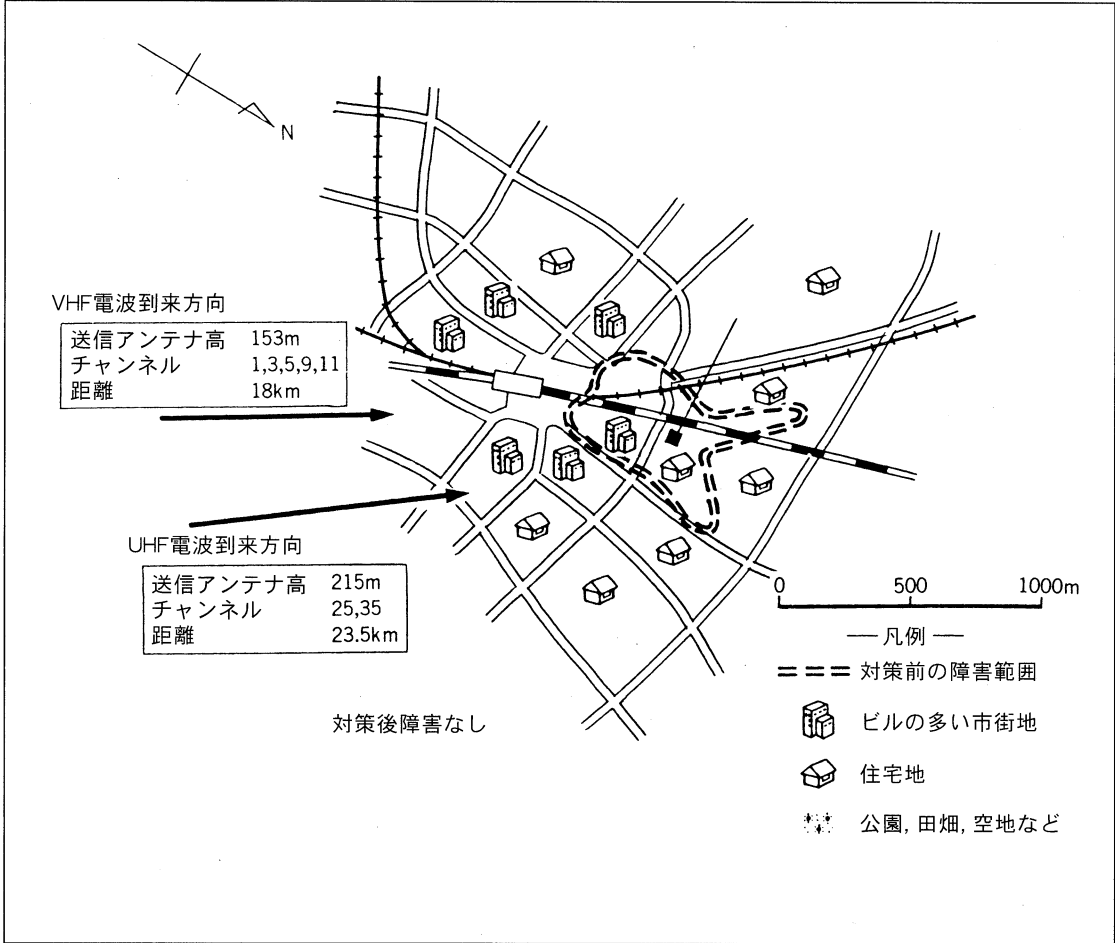 N
VHF電波到来方向
送信アンテナ高 153m
チャンネル 1,3,5,9,11
距離 18km
UHF電波到来方向
送信アンテナ高 215m
チャンネル 25,35
距離 23.5km
対策後障害なし
0 500 1000m
凡例
対策前の障害範囲
ビルの多い市街地
住宅地
公園, 田畑, 空地など